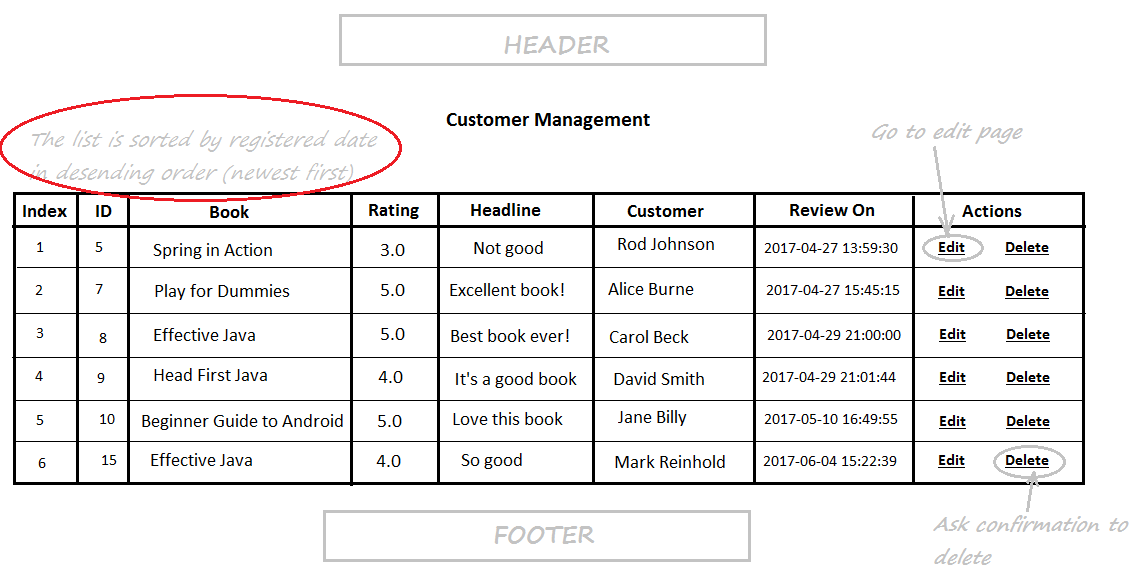 HEADER
Customer Management
The list is sorted by registered date
in desending order (newest first)
Go to edit page
Index ID Book Rating Headline Customer Review On Actions
1 5 Spring in Action 3.0 Not good Rod Johnson 2017-04-27 13:59:30 Edit Delete
2 7 Play for Dummies 5.0 Excellent book! Alice Burne 2017-04-27 15:45:15 Edit Delete
3 8 Effective Java 5.0 Best book ever! Carol Beck 2017-04-29 21:00:00 Edit Delete
4 9 Head First Java 4.0 It's a good book David Smith 2017-04-29 21:01:44 Edit Delete
5 10 Beginner Guide to Android 5.0 Love this book Jane Billy 2017-05-10 16:49:55 Edit Delete
6 15 Effective Java 4.0 So good Mark Reinhold 2017-06-04 15:22:39 Edit Delete
FOOTER
Ask confirmation to
delete